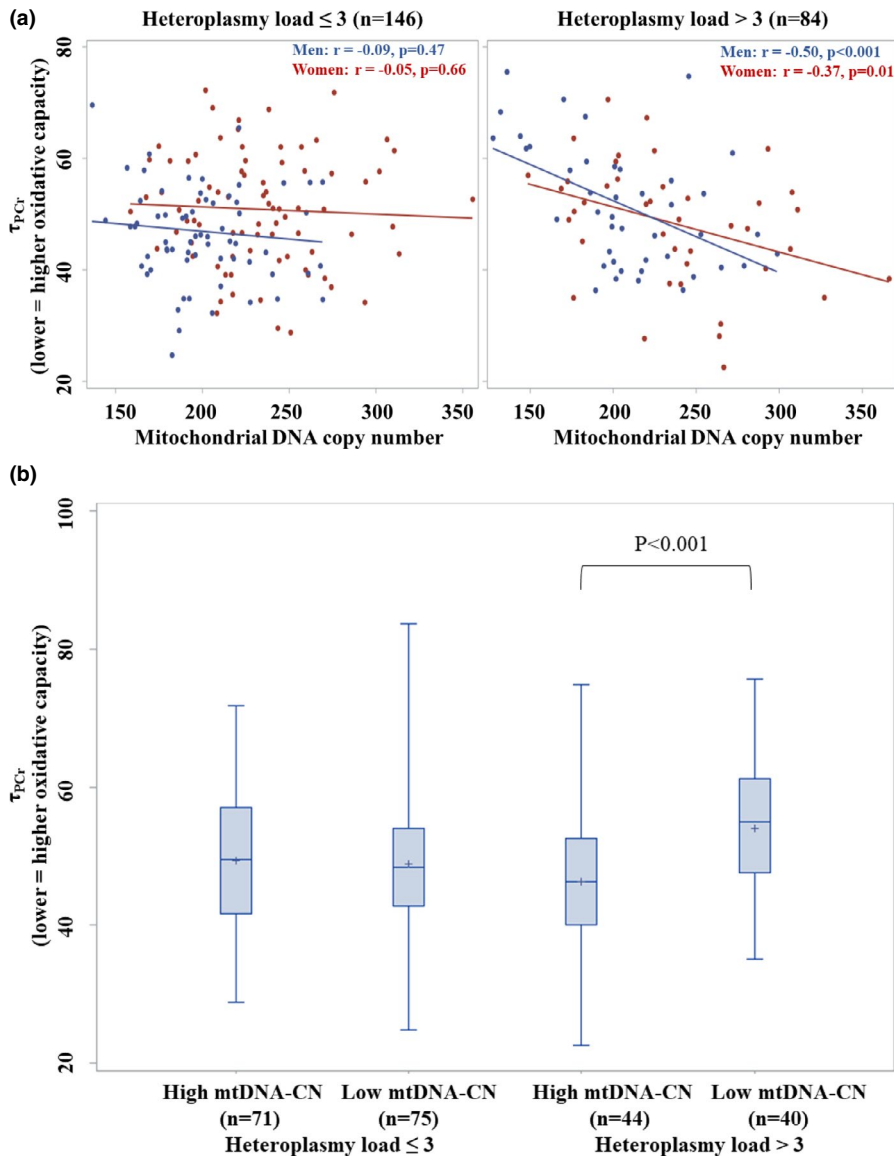 (a)
Heteroplasmy load ≤ 3 (n=146)
Heteroplasmy load > 3 (n=84)
Men: r = -0.09, p=0.47
Women: r = -0.05, p=0.66
Men: r = -0.50, p<0.001
Women: r = -0.37, p=0.01
τPCr
(lower = higher oxidative capacity)
80
60
40
20
150 200 250 300 350
150 200 250 300 350
Mitochondrial DNA copy number
Mitochondrial DNA copy number
(b)
τPCr
(lower = higher oxidative capacity)
100
80
60
40
20
P<0.001
High mtDNA-CN Low mtDNA-CN High mtDNA-CN Low mtDNA-CN
(n=71) (n=75) (n=44) (n=40)
Heteroplasmy load ≤ 3 Heteroplasmy load > 3